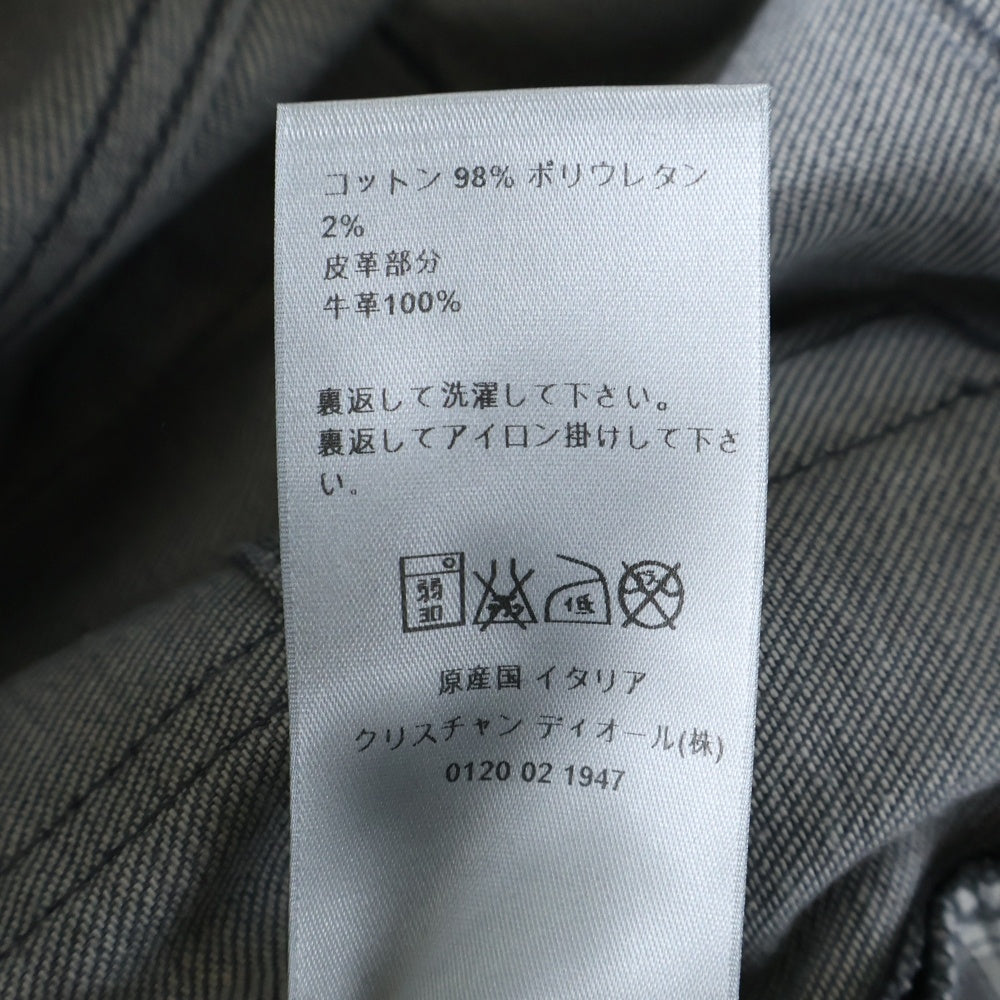 コットン 98% ポリウレタン
2%
皮革部分
牛革100%
裏返して洗濯して下さい。
裏返してアイロン掛けして下さ
い。
弱
30
低
原産国 イタリア
クリスチャン ディオール(株)
0120 02 1947